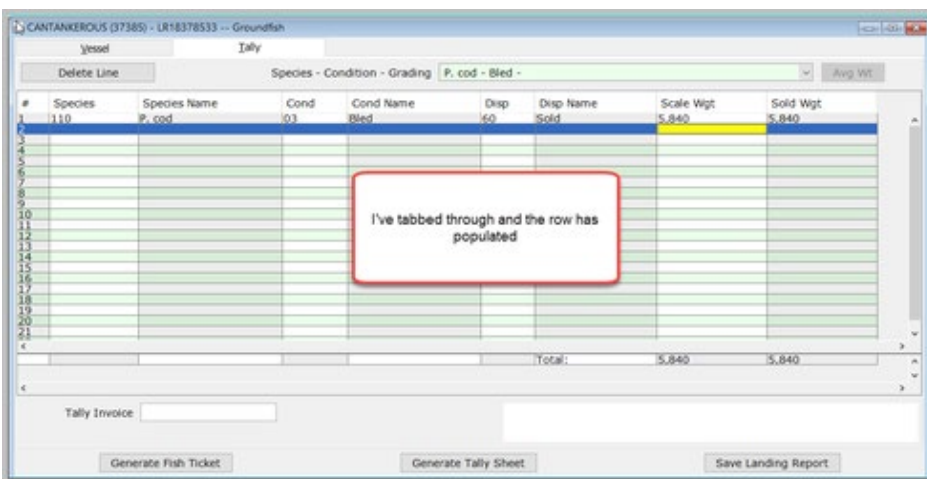 CANTANKEROUS (37385) - LR18378533 -- Groundfish
Vessel Tally
Delete Line Species - Condition - Grading P. cod - Bled - Avg Wt
# Species Species Name Cond Cond Name Disp Disp Name Scale Wgt Sold Wgt
1 110 P. cod 03 Bled 60 Sold 5,840 5,840
2
3
4
5
6
7
8
9
10
11
12
13
14
15
16
17
18
19
20
21
I've tabbed through and the row has
populated
Total: 5,840 5,840
Tally Invoice
Generate Fish Ticket Generate Tally Sheet Save Landing Report